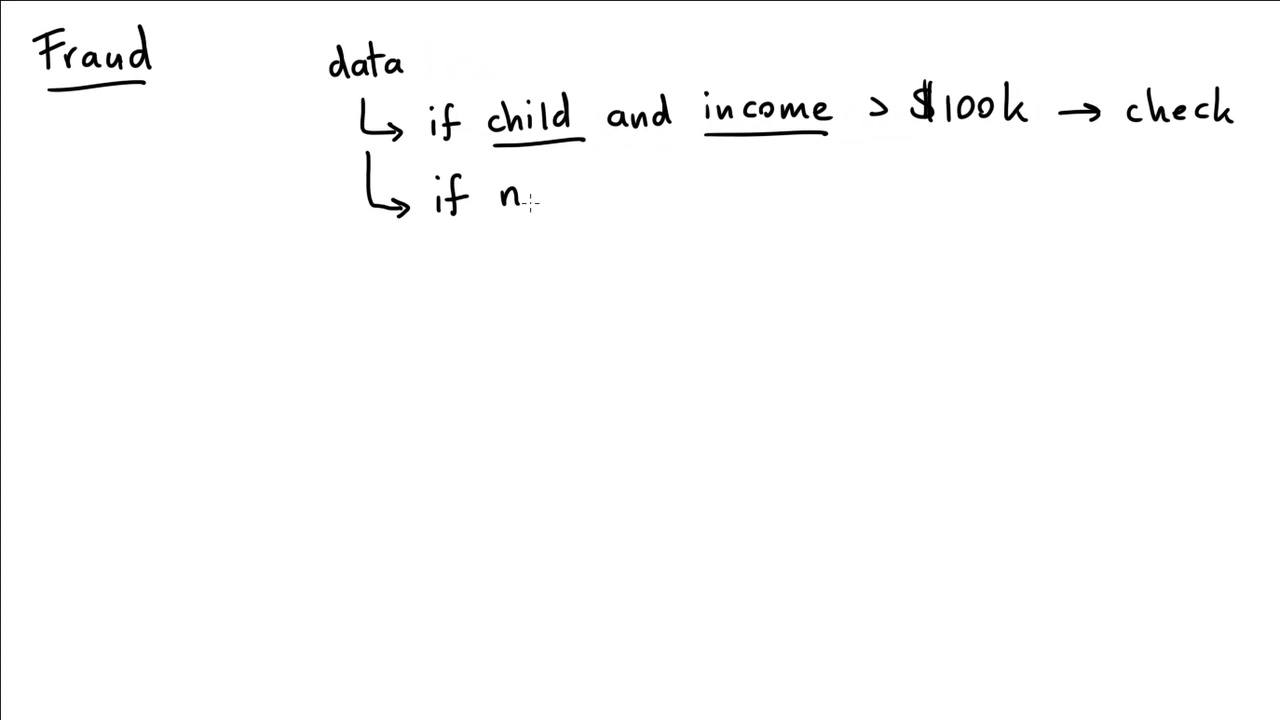 Fraud
data
↳ if child and income > $100k → check
↳ if n